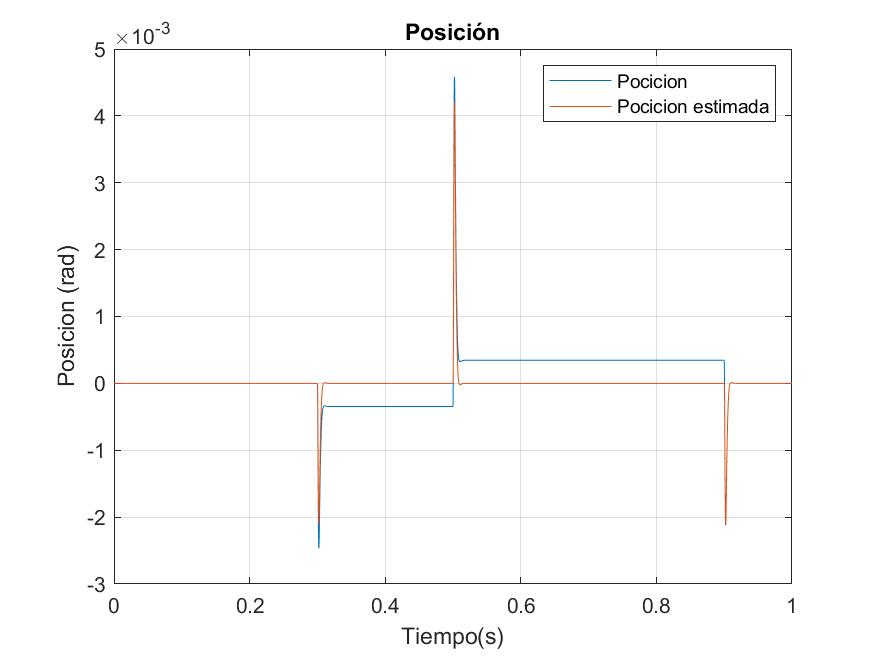 Posición
×10-3
5
4
3
2
1
0
-1
-2
-3
Posicion (rad)
Pocicion
Pocicion estimada
0 0.2 0.4 0.6 0.8 1
Tiempo(s)